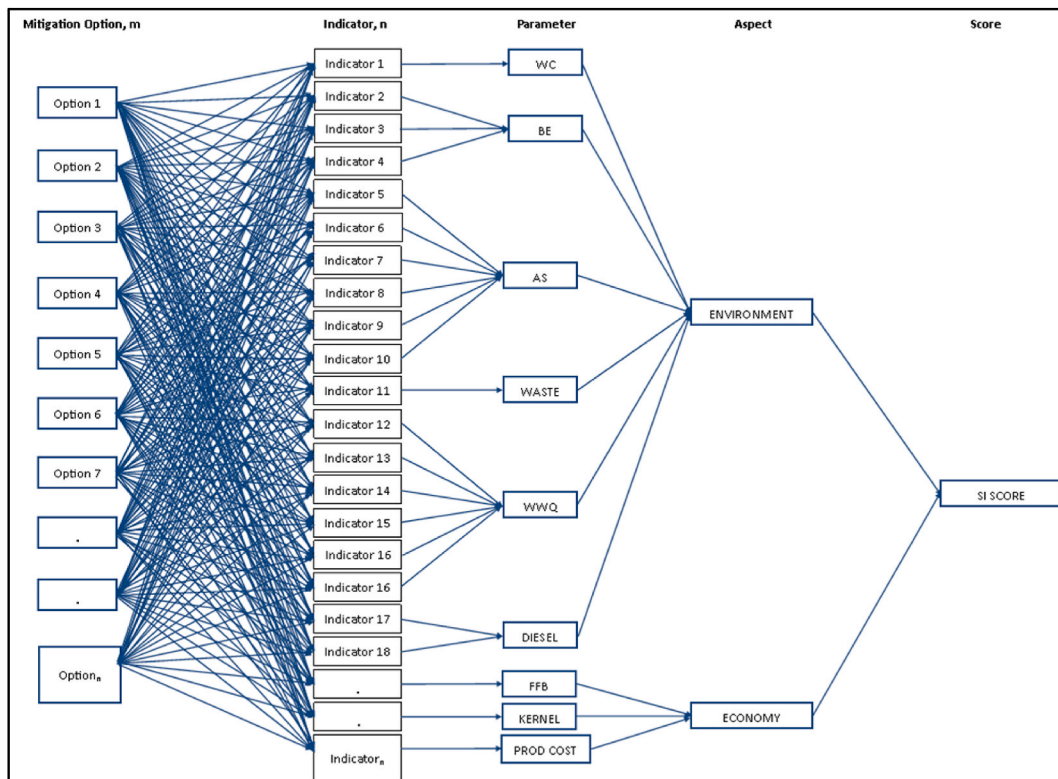 Mitigation Option, m
Indicator, n
Parameter
Aspect
Score
Option 1
Option 2
Option 3
Option 4
Option 5
Option 6
Option 7
.
.
Optionₙ
Indicator 1
Indicator 2
Indicator 3
Indicator 4
Indicator 5
Indicator 6
Indicator 7
Indicator 8
Indicator 9
Indicator 10
Indicator 11
Indicator 12
Indicator 13
Indicator 14
Indicator 15
Indicator 16
Indicator 16
Indicator 17
Indicator 18
.
.
Indicatorₙ
WC
BE
AS
WASTE
WWQ
DIESEL
FFB
KERNEL
PROD COST
ENVIRONMENT
ECONOMY
SI SCORE